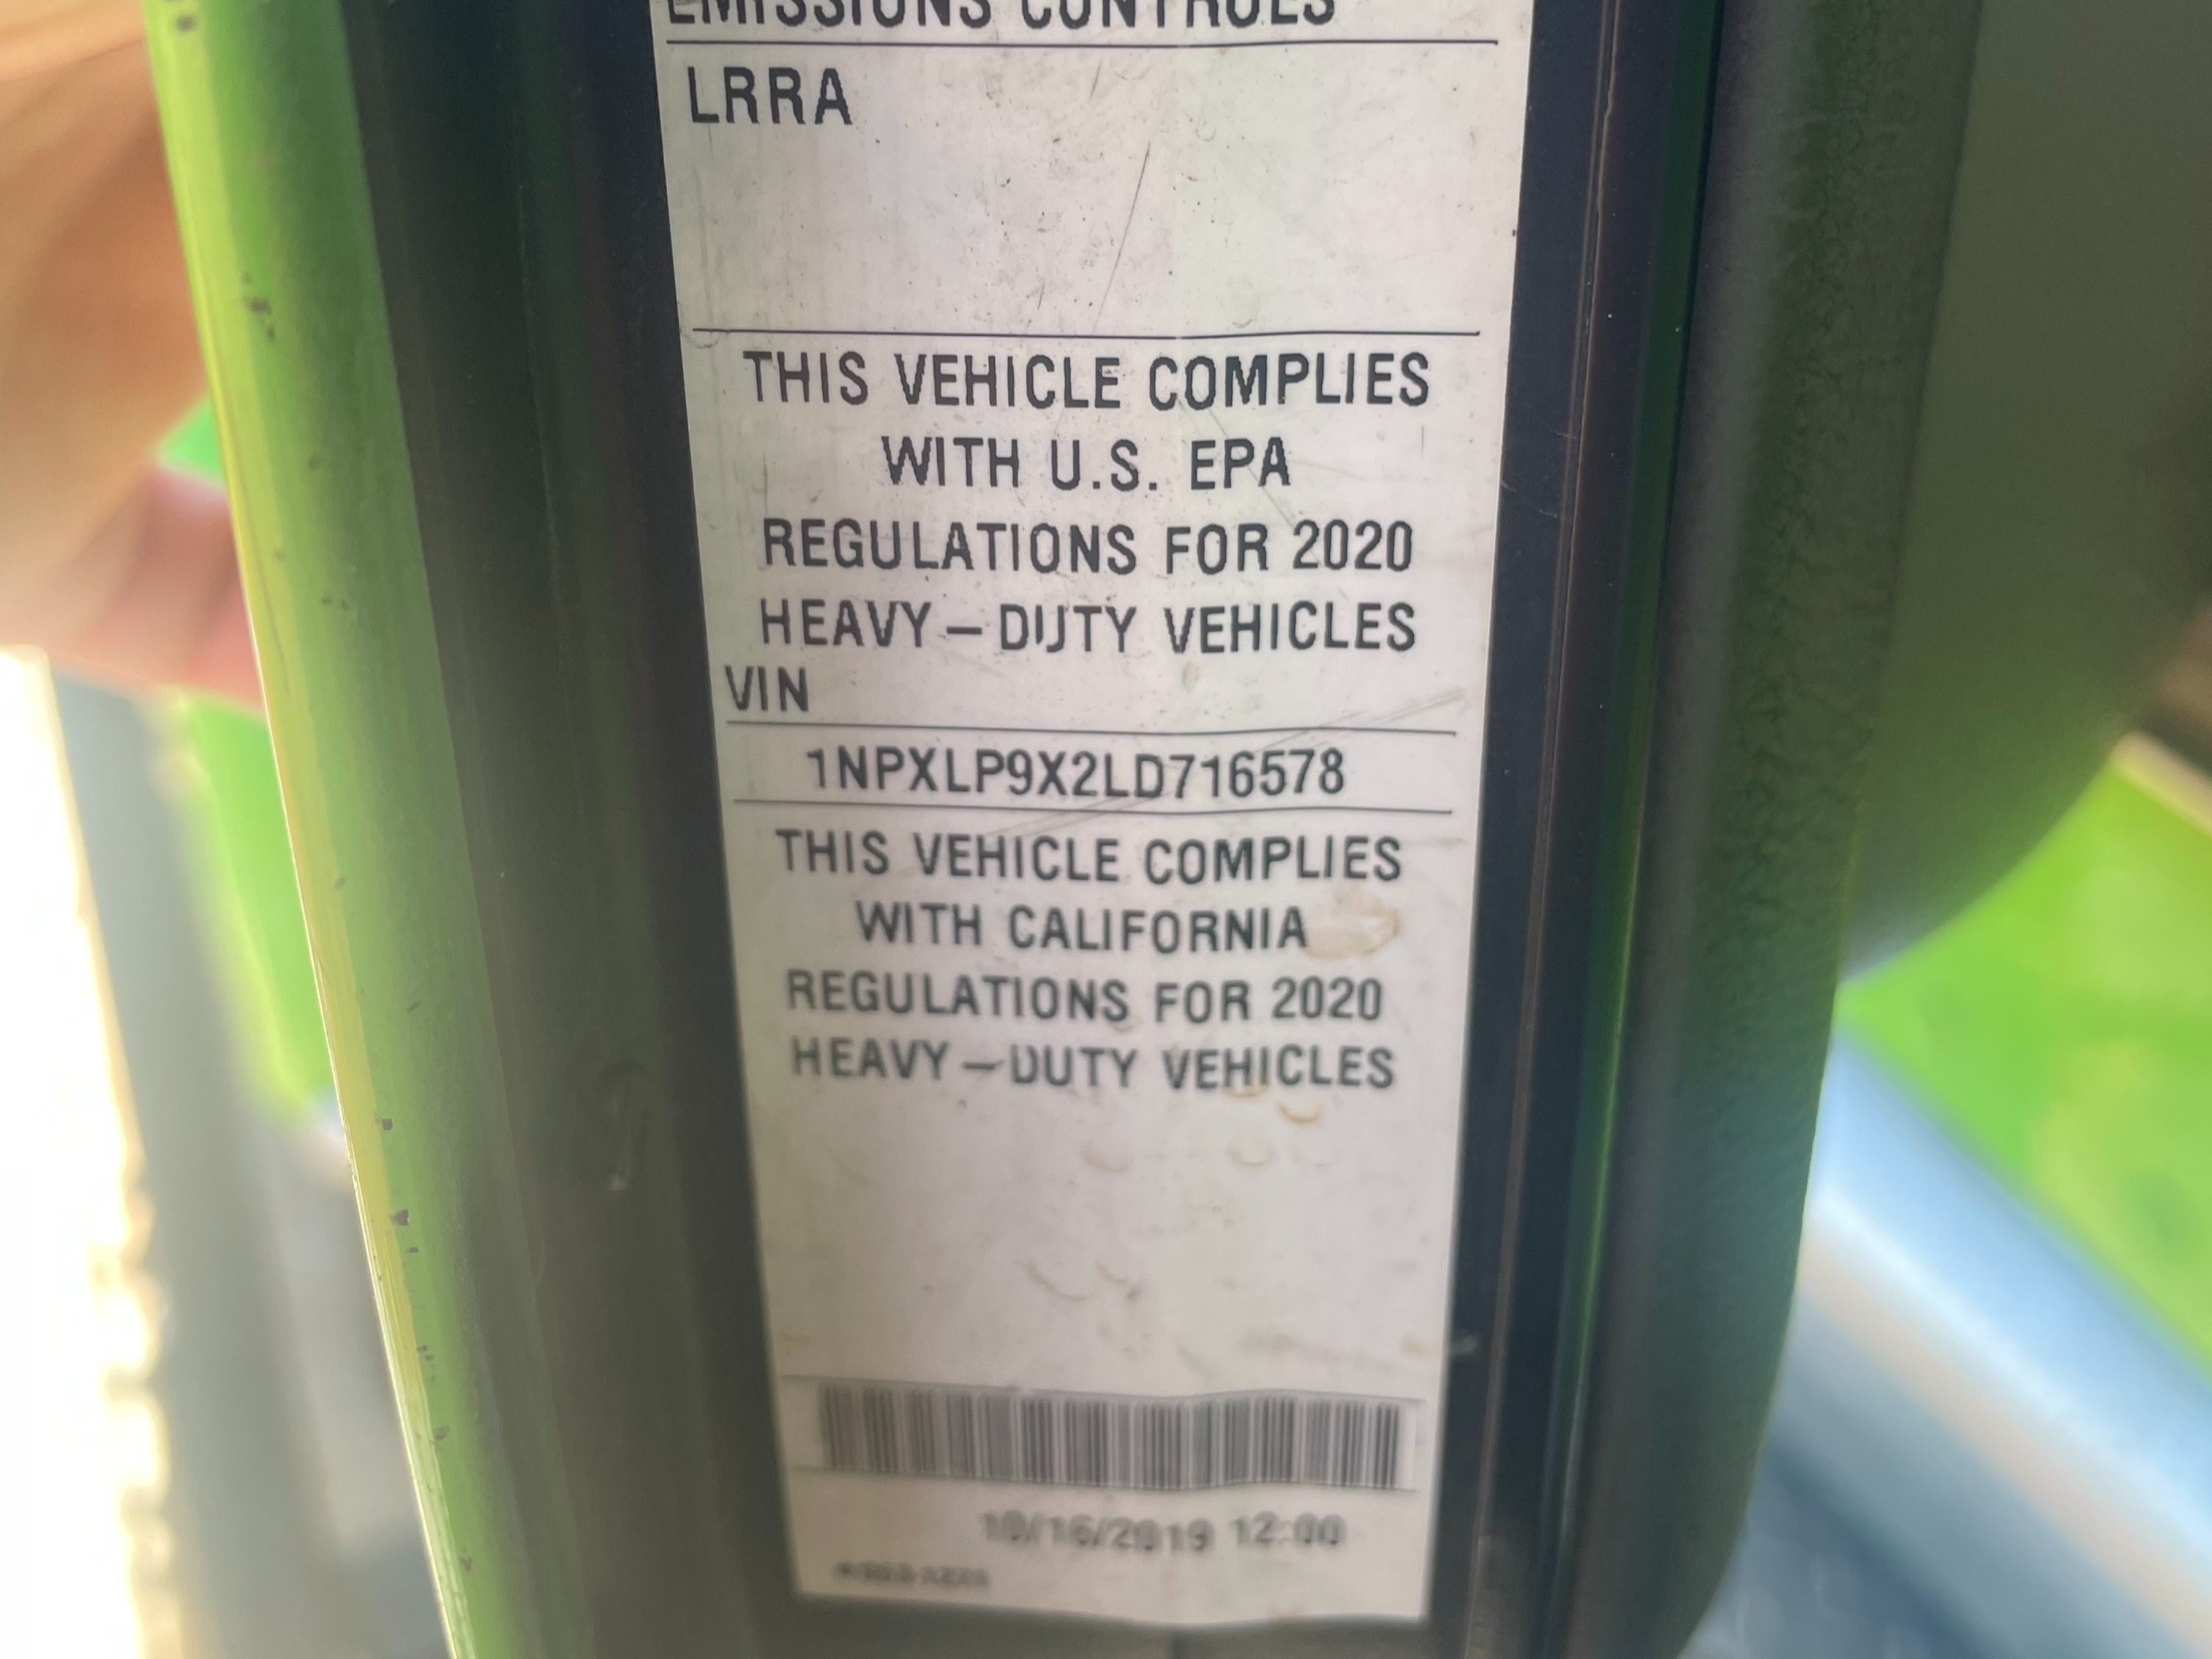 EMISSIONS CONTROLS
LRRA
THIS VEHICLE COMPLIES
WITH U.S. EPA
REGULATIONS FOR 2020
HEAVY-DUTY VEHICLES
VIN
1NPXLP9X2LD716578
THIS VEHICLE COMPLIES
WITH CALIFORNIA
REGULATIONS FOR 2020
HEAVY-DUTY VEHICLES
10/16/2019 12:00